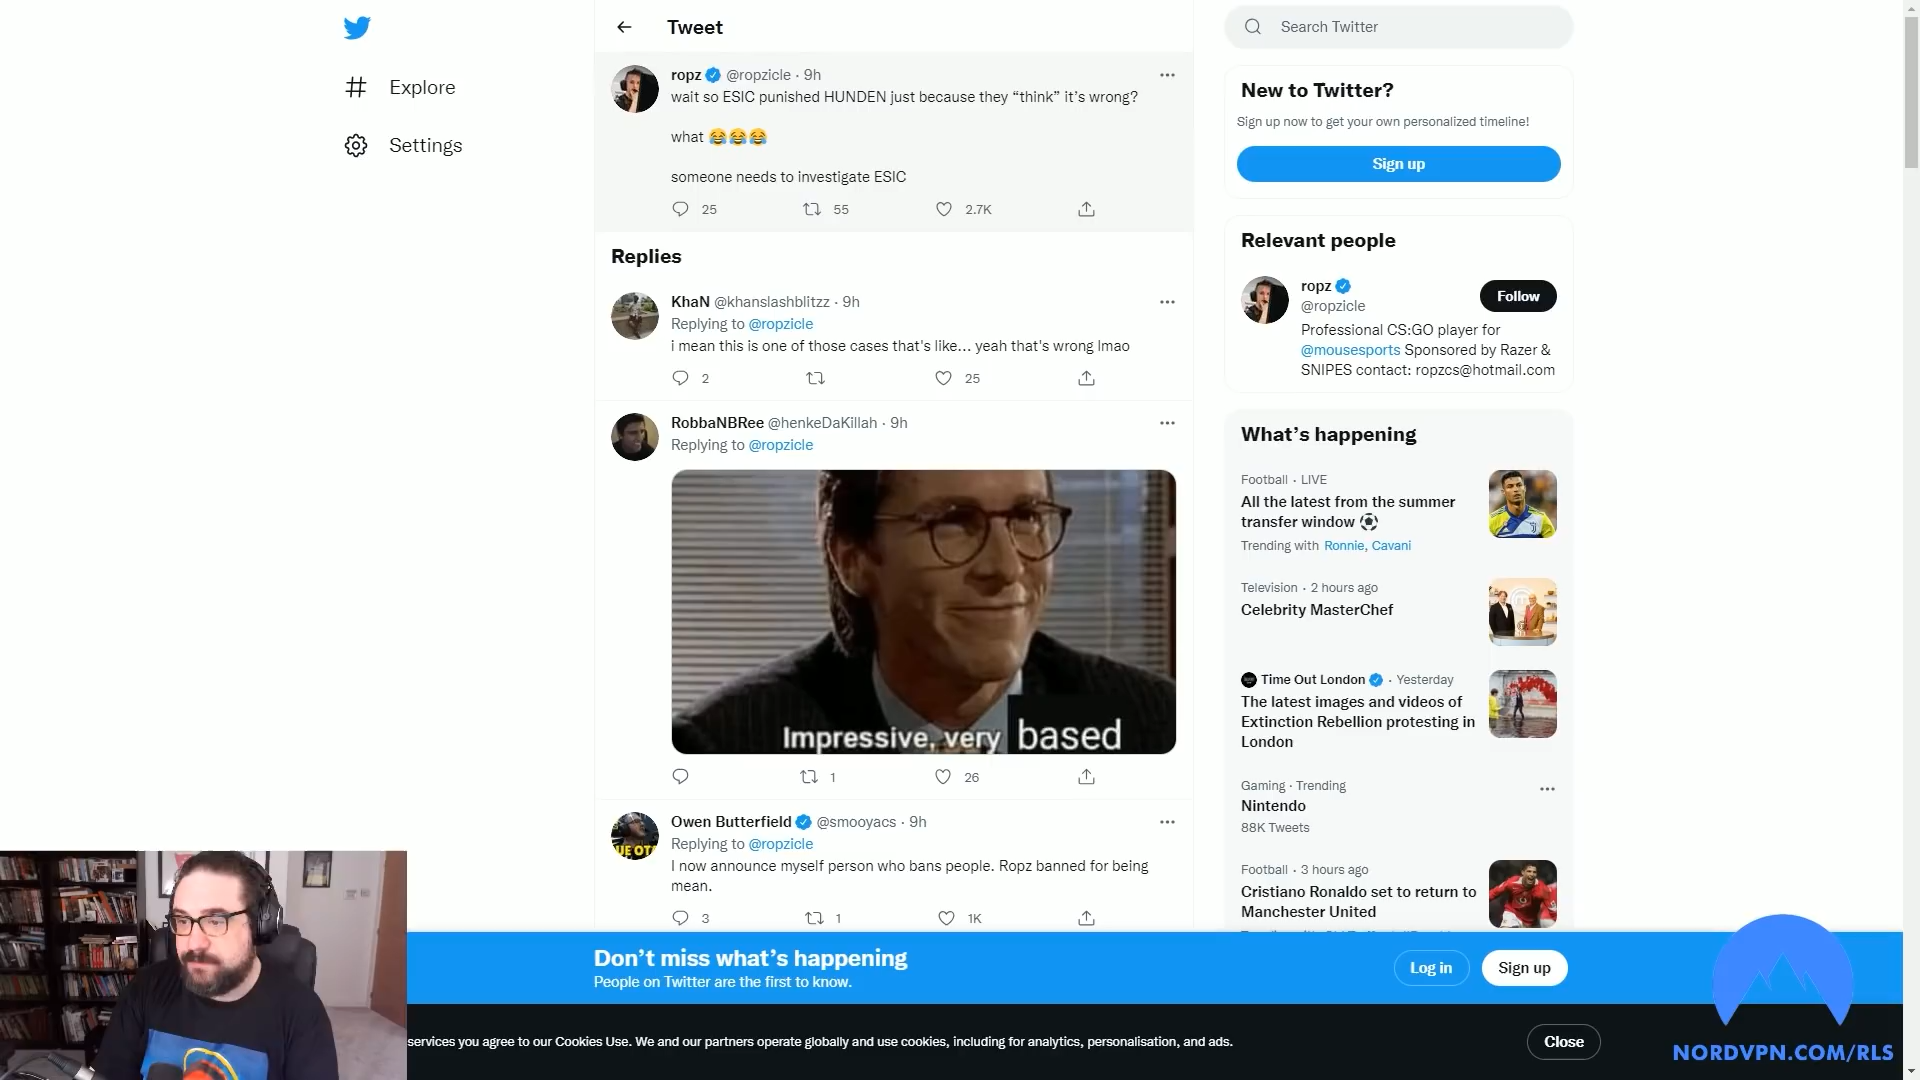 Explore
Settings
Tweet
ropz @ropzicle · 9h
wait so ESIC punished HUNDEN just because they “think” it’s wrong?
what 😂😂😂
someone needs to investigate ESIC
25 55 2.7K
Replies
KhaN @khanslashblitzz · 9h
Replying to @ropzicle
i mean this is one of those cases that's like... yeah that's wrong lmao
2 25
RobbaNBRee @henkeDaKillah · 9h
Replying to @ropzicle
Impressive, very based
1 26
Owen Butterfield @smooyacs · 9h
Replying to @ropzicle
I now announce myself person who bans people. Ropz banned for being
mean.
3 1 1K
Search Twitter
New to Twitter?
Sign up now to get your own personalized timeline!
Sign up
Relevant people
ropz
@ropzicle
Follow
Professional CS:GO player for
@mousesports Sponsored by Razer &
SNIPES contact: ropzcs@hotmail.com
What’s happening
Football · LIVE
All the latest from the summer
transfer window ⚽
Trending with Ronnie, Cavani
Television · 2 hours ago
Celebrity MasterChef
Time Out London · Yesterday
The latest images and videos of
Extinction Rebellion protesting in
London
Gaming · Trending
Nintendo
88K Tweets
Football · 3 hours ago
Cristiano Ronaldo set to return to
Manchester United
Don’t miss what’s happening
People on Twitter are the first to know.
Log in
Sign up
services you agree to our Cookies Use. We and our partners operate globally and use cookies, including for analytics, personalisation, and ads.
Close
NORDVPN.COM/RLS